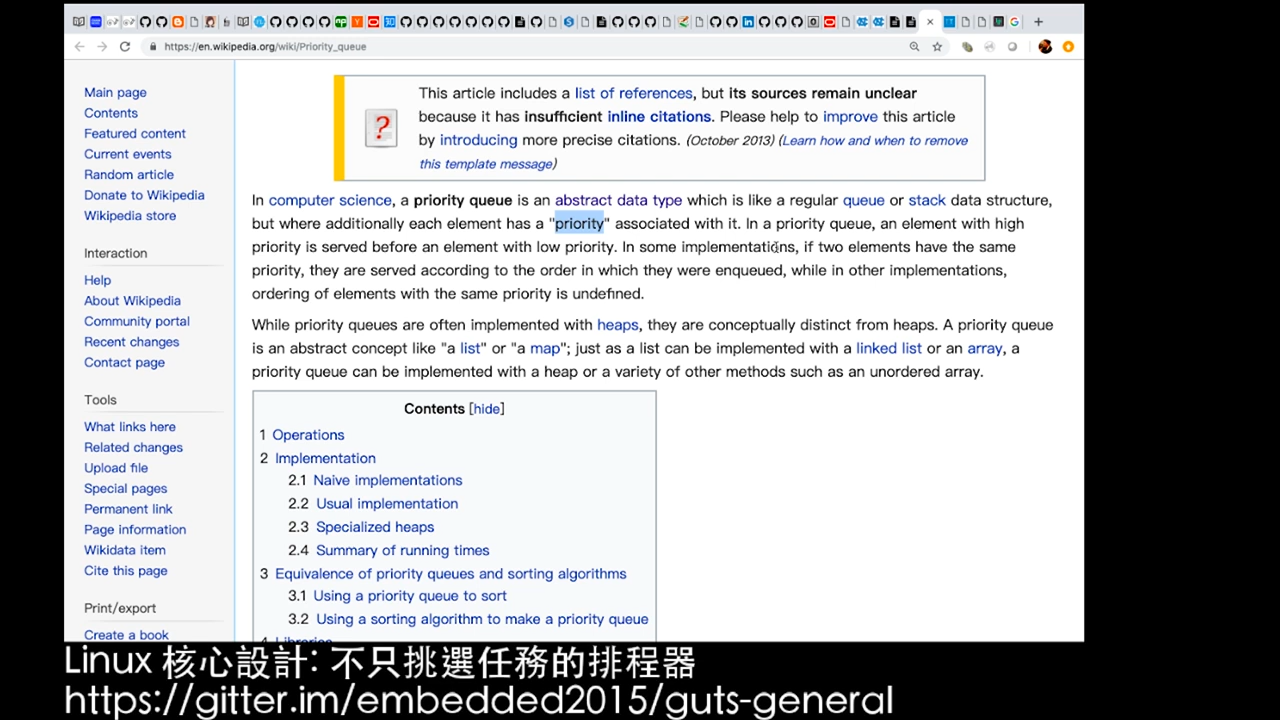 https://en.wikipedia.org/wiki/Priority_queue
Main page
Contents
Featured content
Current events
Random article
Donate to Wikipedia
Wikipedia store
Interaction
Help
About Wikipedia
Community portal
Recent changes
Contact page
Tools
What links here
Related changes
Upload file
Special pages
Permanent link
Page information
Wikidata item
Cite this page
Print/export
Create a book
This article includes a list of references, but its sources remain unclear
because it has insufficient inline citations. Please help to improve this article
by introducing more precise citations. (October 2013) (Learn how and when to remove
this template message)
In computer science, a priority queue is an abstract data type which is like a regular queue or stack data structure,
but where additionally each element has a "priority" associated with it. In a priority queue, an element with high
priority is served before an element with low priority. In some implementations, if two elements have the same
priority, they are served according to the order in which they were enqueued, while in other implementations,
ordering of elements with the same priority is undefined.
While priority queues are often implemented with heaps, they are conceptually distinct from heaps. A priority queue
is an abstract concept like "a list" or "a map"; just as a list can be implemented with a linked list or an array, a
priority queue can be implemented with a heap or a variety of other methods such as an unordered array.
Contents [hide]
1 Operations
2 Implementation
2.1 Naive implementations
2.2 Usual implementation
2.3 Specialized heaps
2.4 Summary of running times
3 Equivalence of priority queues and sorting algorithms
3.1 Using a priority queue to sort
3.2 Using a sorting algorithm to make a priority queue
4 Libraries
Linux 核心設計: 不只挑選任務的排程器
https://gitter.im/embedded2015/guts-general